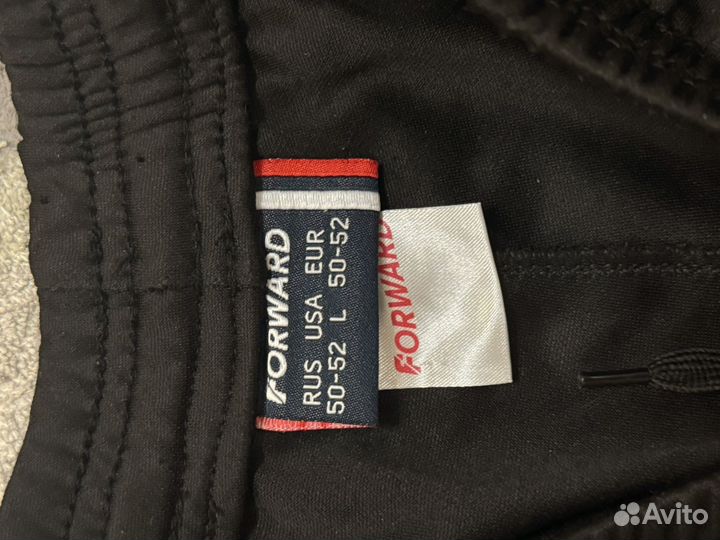 FORWARD
RUS USA EUR
50-52 L 50-52
FORWARD
Avito